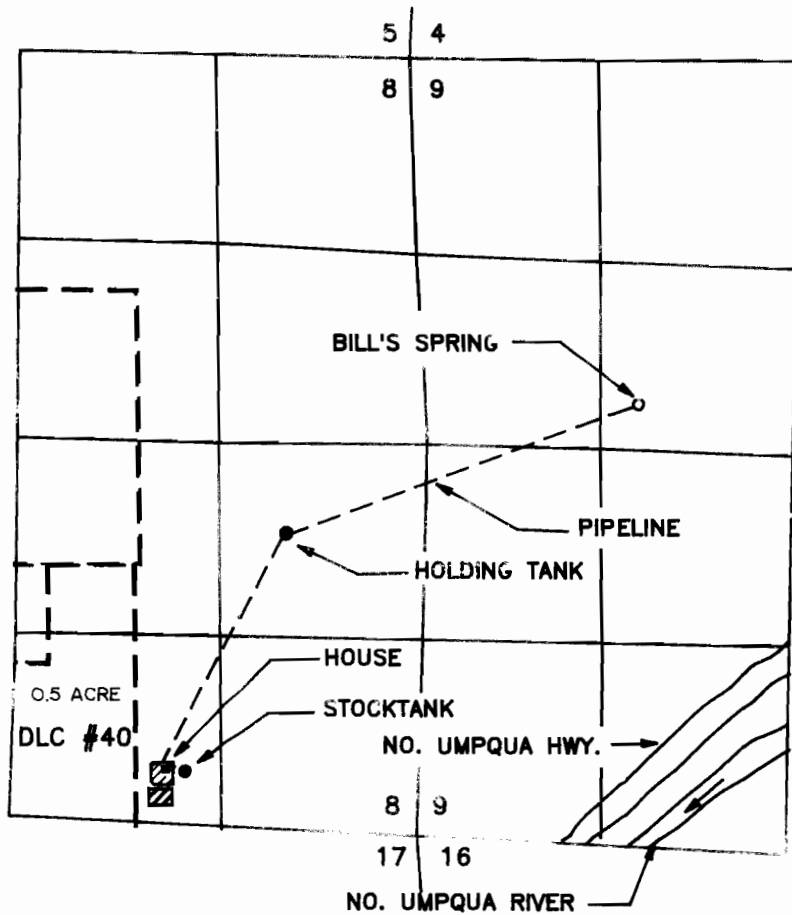 5 4
8 9
BILL'S SPRING
PIPELINE
HOLDING TANK
HOUSE
0.5 ACRE
STOCKTANK
DLC #40
NO. UMPQUA HWY.
8 9
17 16
NO. UMPQUA RIVER